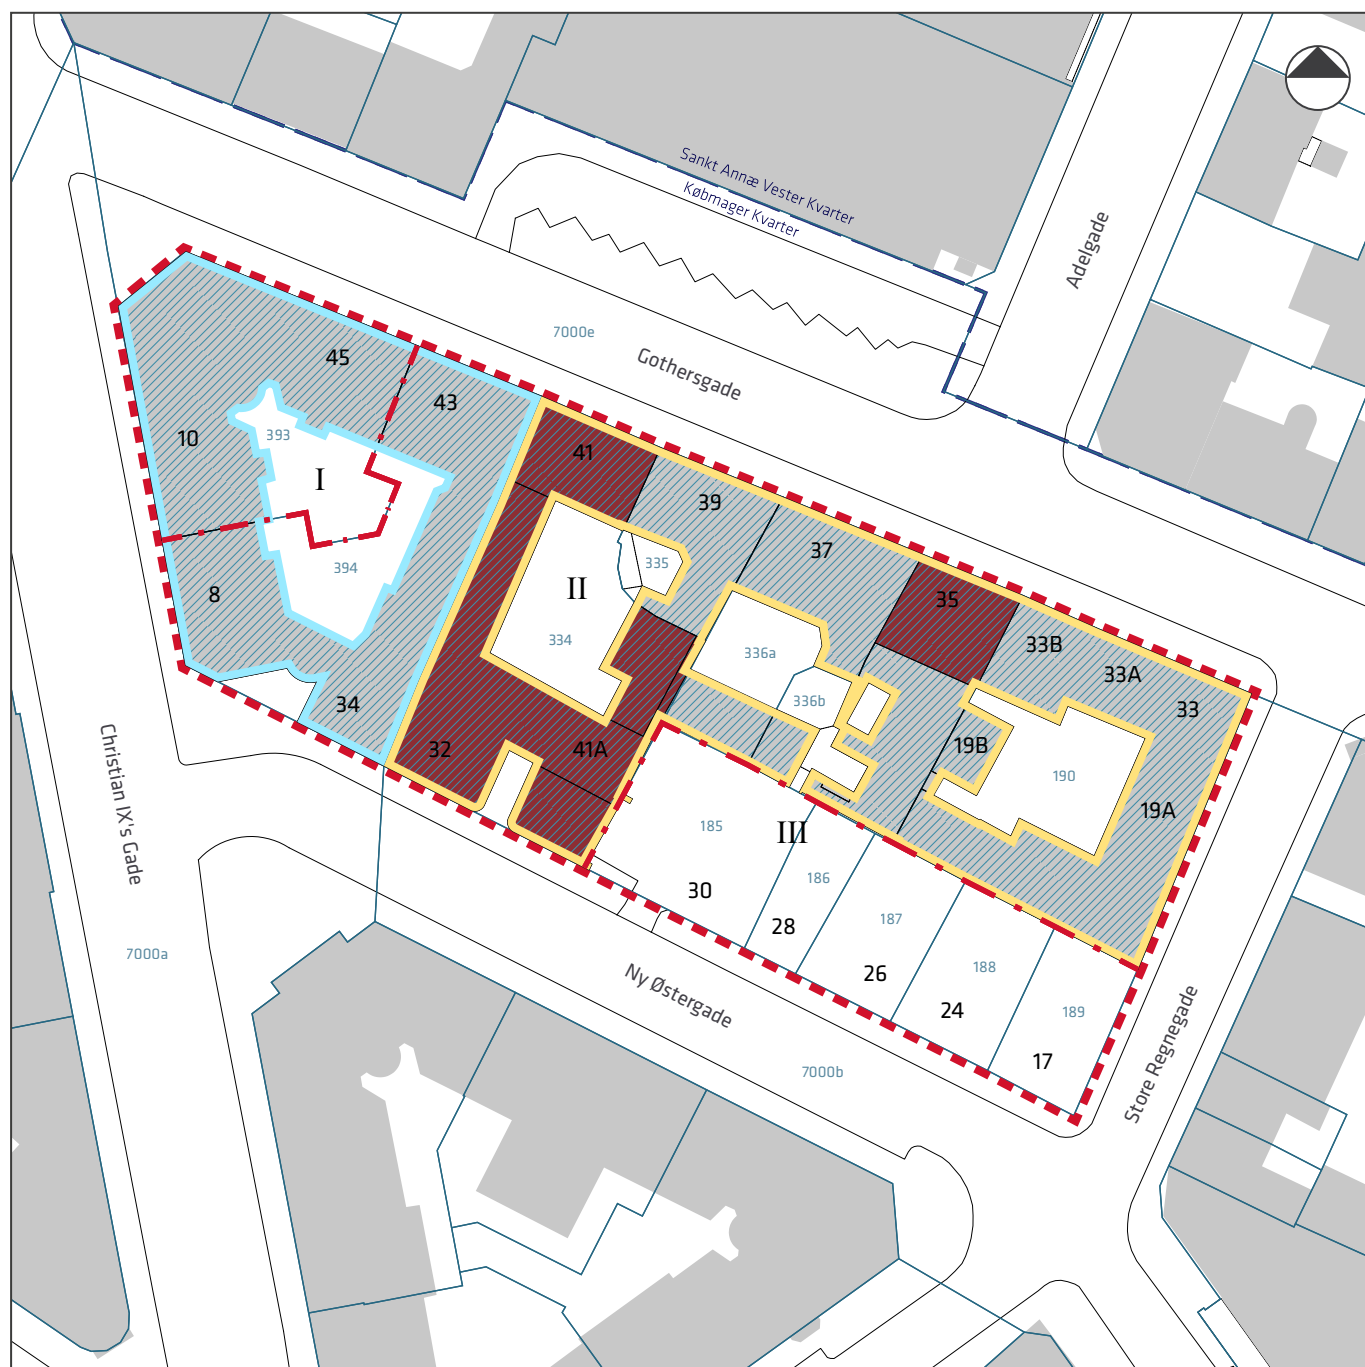 Sankt Annæ Vester Kvarter
Købmager Kvarter
Adelgade
7000e
Gothersgade
45
43
10
393
I
41
39
37
394
8
II
335
334
35
336a
33B
33A
33
336b
34
32
41A
19B
190
19A
Christian IX's Gade
185
III
186
30
28
187
26
188
24
189
17
7000a
Ny Østergade
7000b
Store Regnegade